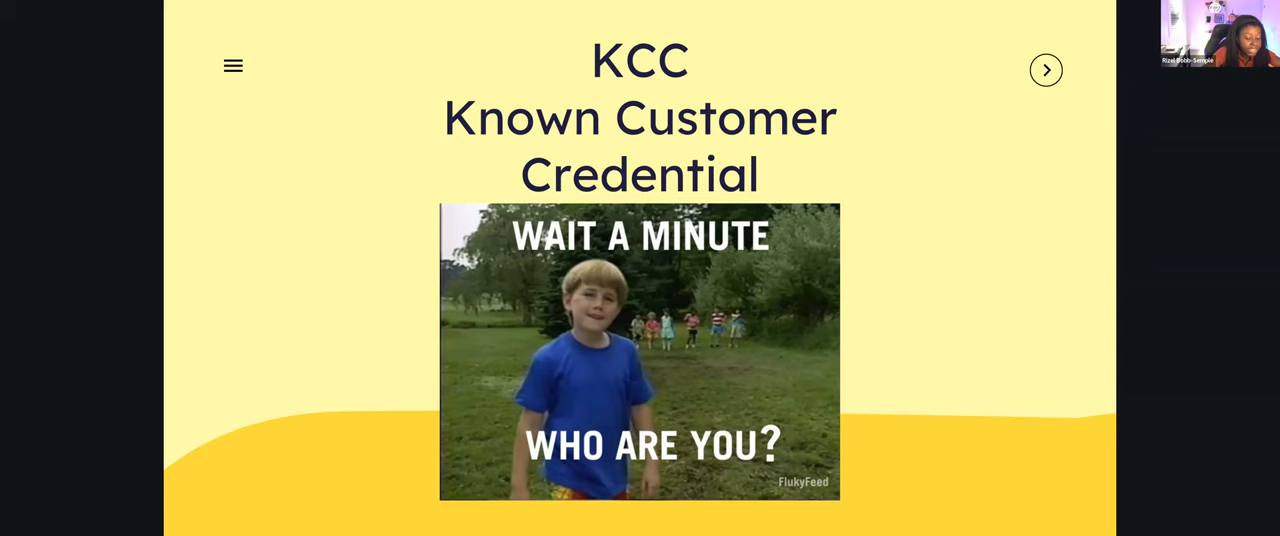 KCC
Known Customer
Credential
WAIT A MINUTE
WHO ARE YOU?
FlukyFeed
Rizel Bobb-Semple